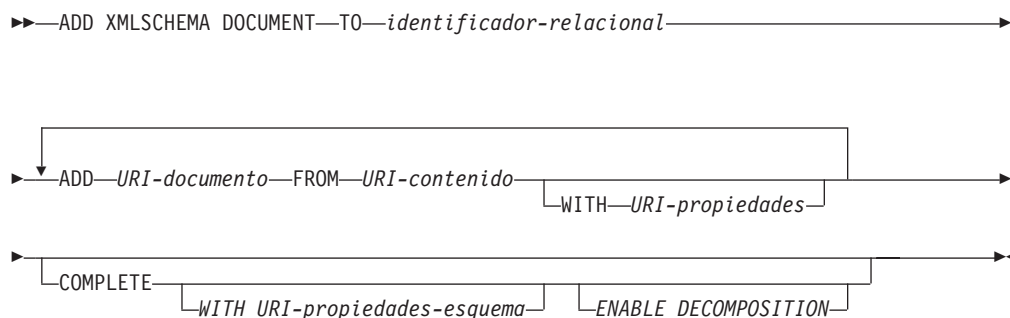 ADD XMLSCHEMA DOCUMENT TO identificador-relacional
ADD URI-documento FROM URI-contenido
WITH URI-propiedades
COMPLETE
WITH URI-propiedades-esquema ENABLE DECOMPOSITION